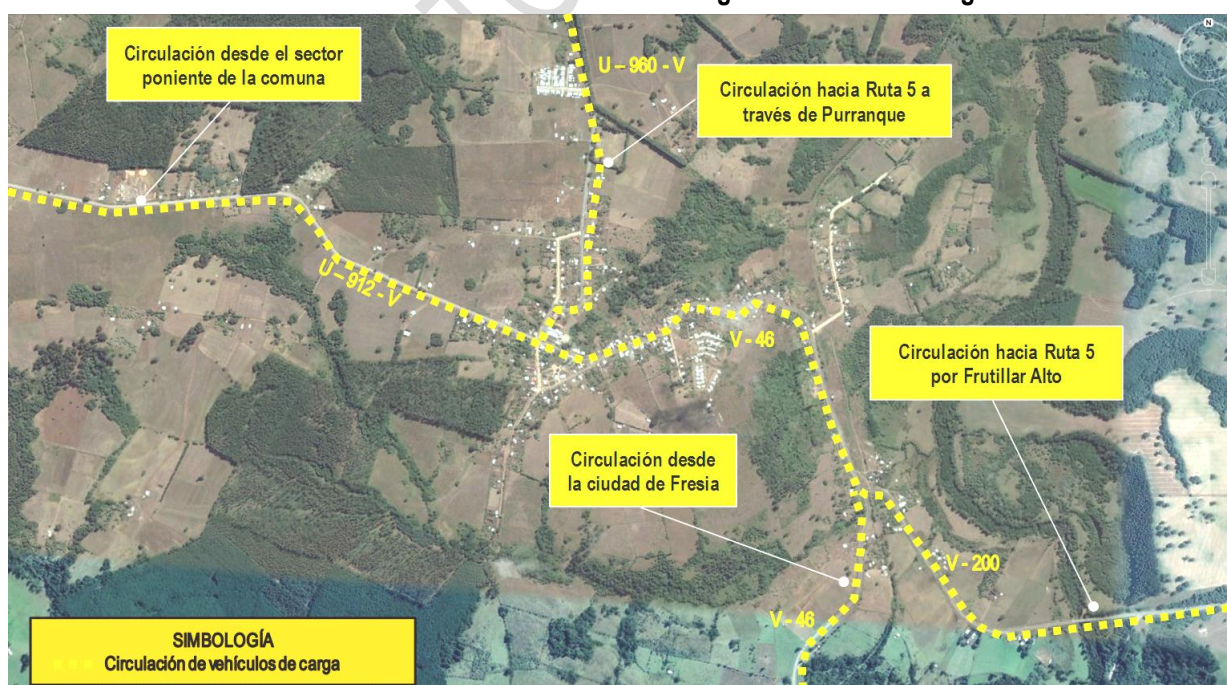 N
Circulación desde el sector
poniente de la comuna
U – 960 - V
Circulación hacia Ruta 5 a
través de Purranque
U – 912 - V
V - 46
Circulación hacia Ruta 5
por Frutillar Alto
Circulación desde
la ciudad de Fresia
V - 200
V - 46
SIMBOLOGÍA
Circulación de vehículos de carga